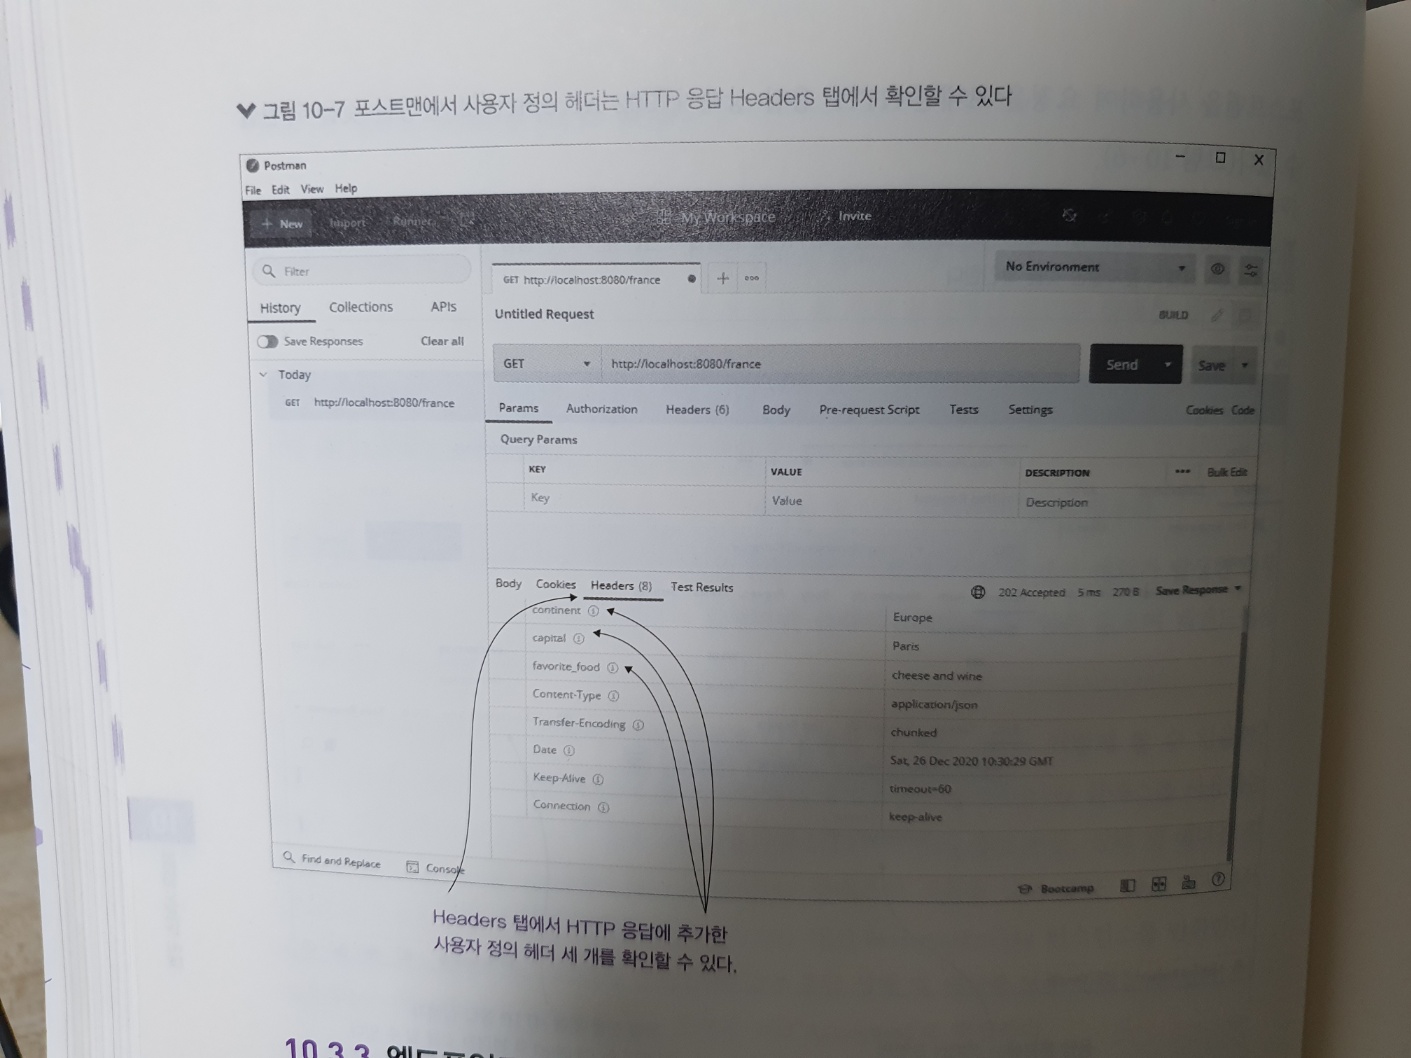 그림 10-7 포스트맨에서 사용자 정의 헤더는 HTTP 응답 Headers 탭에서 확인할 수 있다
Postman
File Edit View Help
+ New Import Runner My Workspace Invite
Filter
GET http://localhost:8080/france
No Environment
History Collections APIs
Untitled Request
BUILD
Save Responses Clear all
GET http://localhost:8080/france Send Save
Today
GET http://localhost:8080/france
Params Authorization Headers (6) Body Pre-request Script Tests Settings Cookies Code
Query Params
KEY VALUE DESCRIPTION ••• Bulk Edit
Key Value Description
Body Cookies Headers (8) Test Results 202 Accepted 5 ms 270 B Save Response
continent Europe
capital Paris
favorite_food cheese and wine
Content-Type application/json
Transfer-Encoding chunked
Date Sat, 26 Dec 2020 10:30:29 GMT
Keep-Alive timeout=60
Connection keep-alive
Find and Replace Console Bootcamp
Headers 탭에서 HTTP 응답에 추가한
사용자 정의 헤더 세 개를 확인할 수 있다.
10.3.3